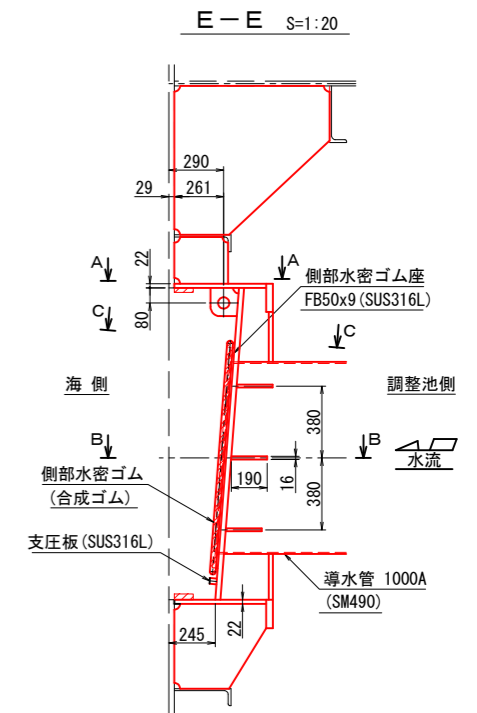 E－E S=1:20
290
29 261
22
A A
側部水密ゴム座
FB50x9(SUS316L)
80
C C
海 側
調整池側
380
B B
水流
190
16
側部水密ゴム
(合成ゴム)
380
支圧板(SUS316L)
導水管 1000A
(SM490)
245
22